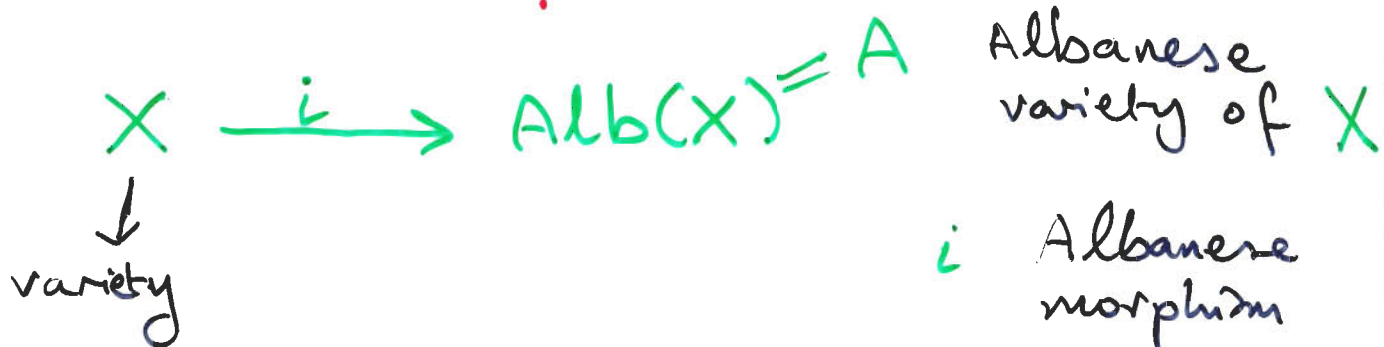 X i → Alb(X) = A Albanese
variety of X
↓
variety
i Albanese
morphism